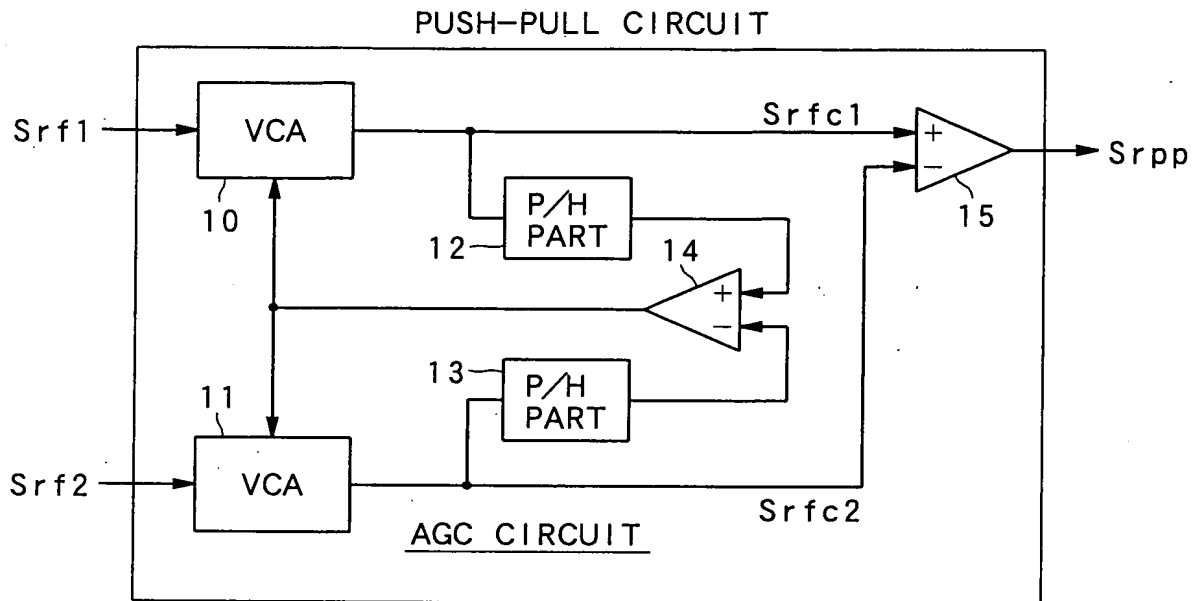 PUSH-PULL CIRCUIT
Srf1
VCA
10
Srfc1
+
−
15
Srpp
P/H
PART
12
14
+
−
13
P/H
PART
11
Srf2
VCA
Srfc2
AGC CIRCUIT